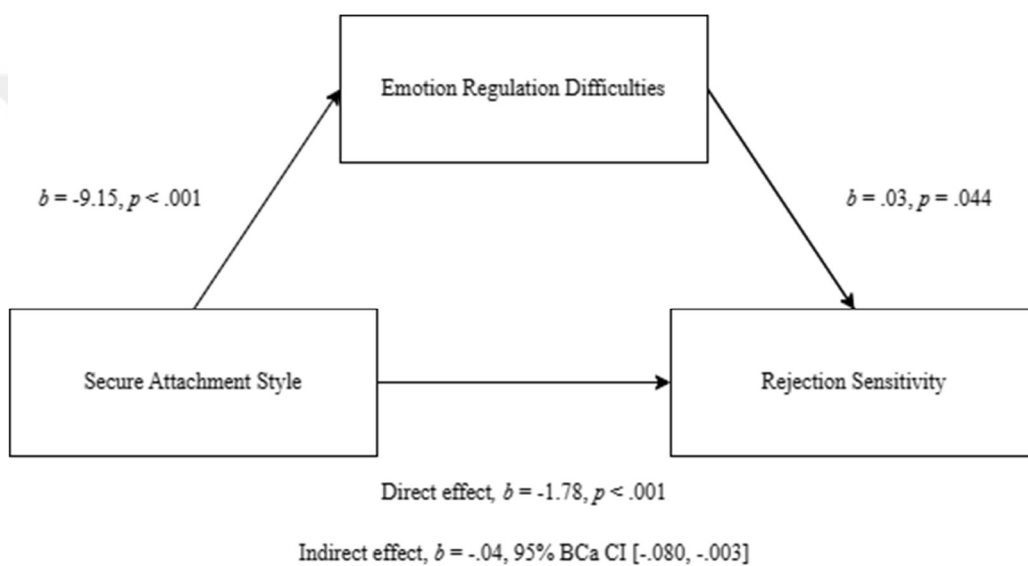 Emotion Regulation Difficulties
b = -9.15, p < .001
b = .03, p = .044
Secure Attachment Style
Rejection Sensitivity
Direct effect, b = -1.78, p < .001
Indirect effect, b = -.04, 95% BCa CI [-.080, -.003]